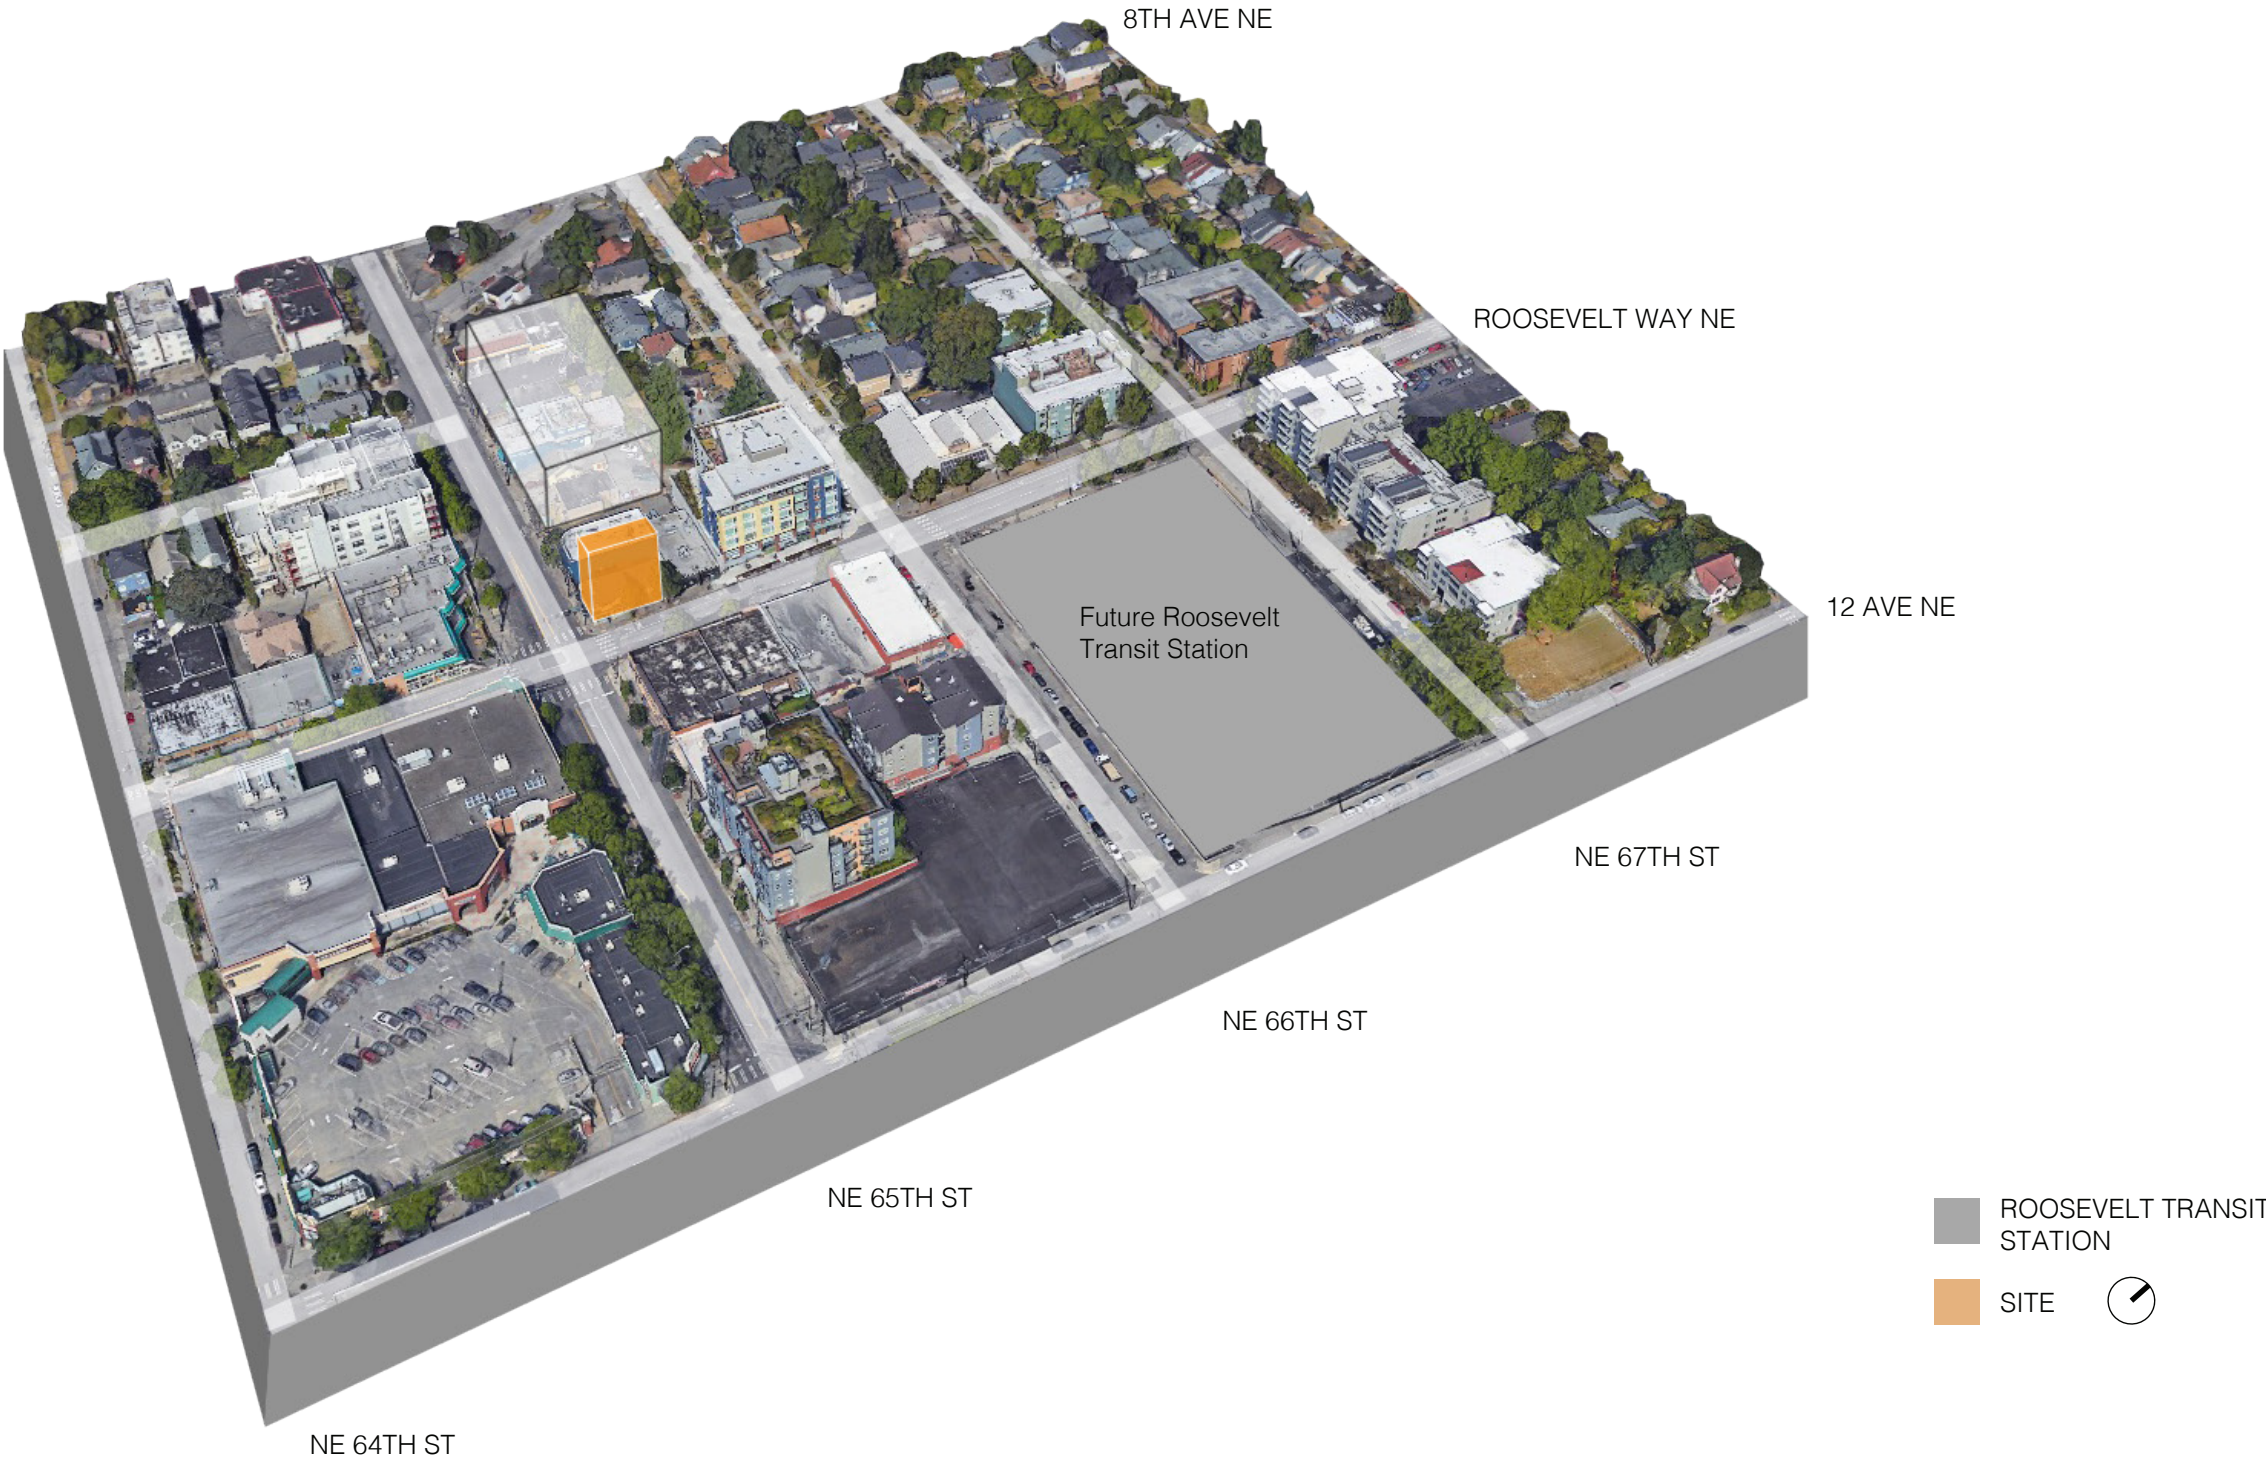 8TH AVE NE
ROOSEVELT WAY NE
12 AVE NE
Future Roosevelt
Transit Station
NE 67TH ST
NE 66TH ST
NE 65TH ST
NE 64TH ST
ROOSEVELT TRANSIT
STATION
SITE